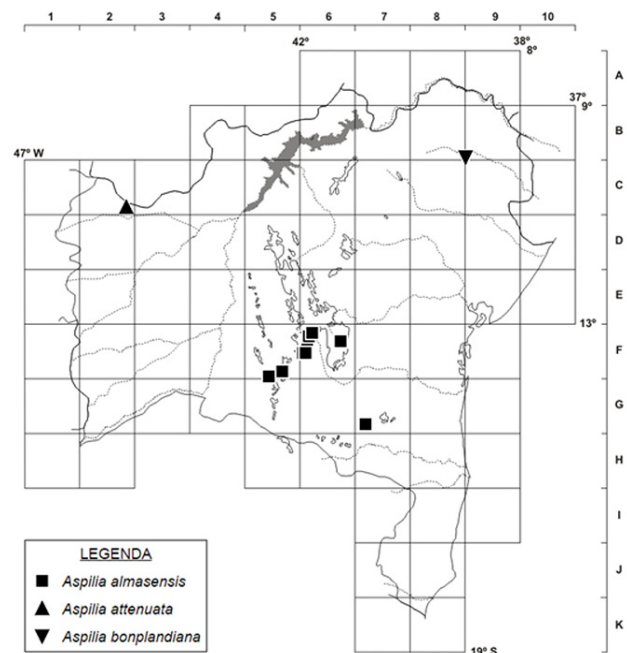 1 2 3 4 5 6 7 8 9 10
42° 38°
8°
A
37°
9°
B
47° W
C
D
E
13°
F
G
H
I
J
K
19° S
LEGENDA
Aspilia almasensis
Aspilia attenuata
Aspilia bonplandiana